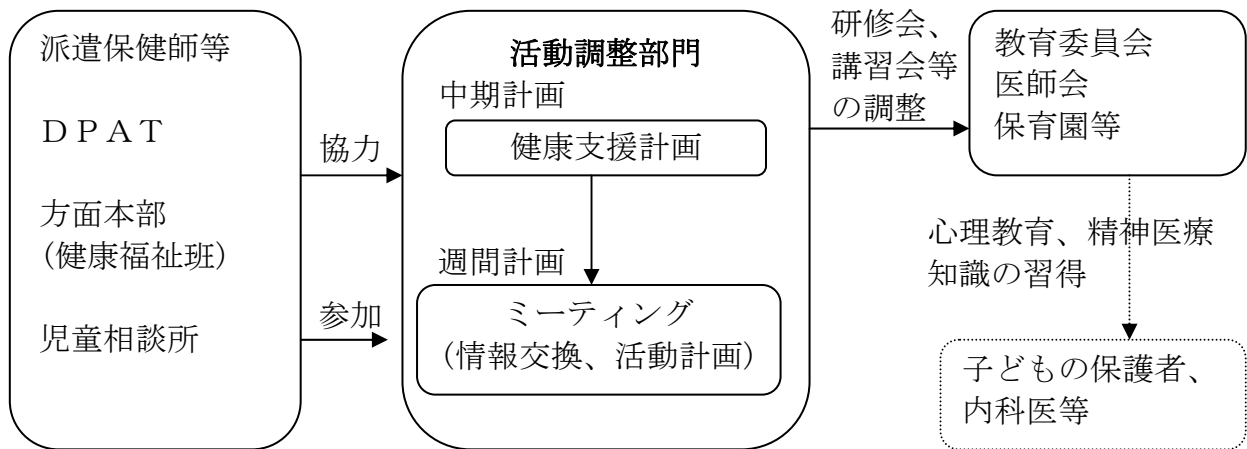 派遣保健師等
ＤＰＡＴ
方面本部
（健康福祉班）
児童相談所
協力
参加
活動調整部門
中期計画
健康支援計画
週間計画
ミーティング
（情報交換、活動計画）
研修会、
講習会等
の調整
教育委員会
医師会
保育園等
心理教育、精神医療
知識の習得
子どもの保護者、
内科医等